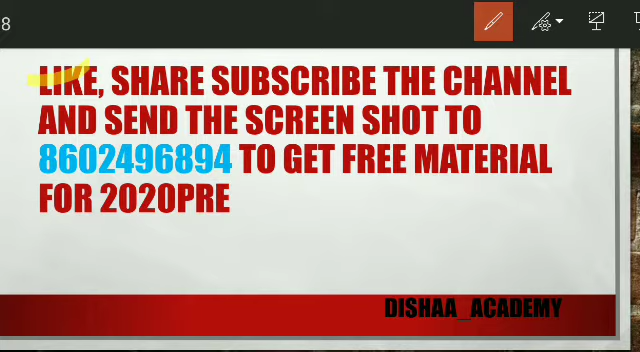 8
LIKE, SHARE SUBSCRIBE THE CHANNEL
AND SEND THE SCREEN SHOT TO
8602496894 TO GET FREE MATERIAL
FOR 2020PRE
DISHAA_ACADEMY